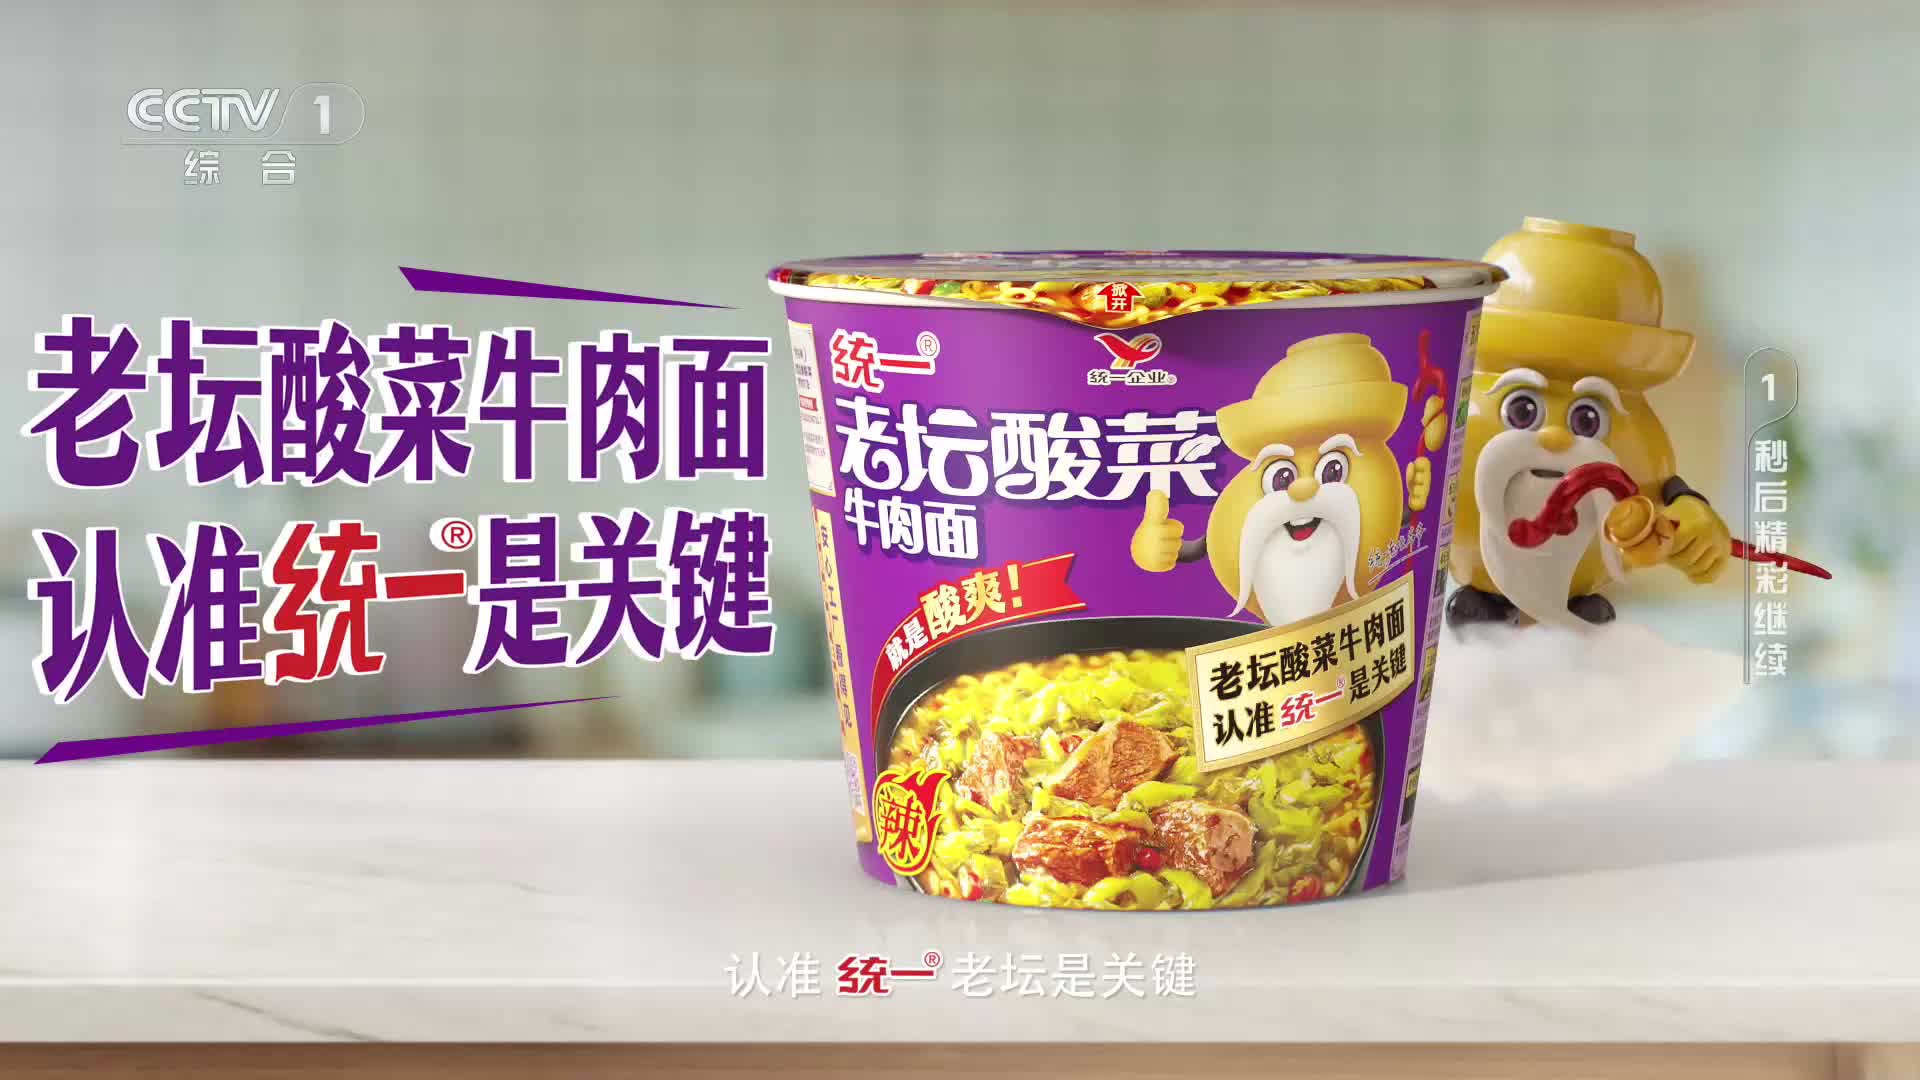 CCTV 1
综合
老坛酸菜牛肉面
认准统一®是关键
掀开
统一®
统一企业®
老坛酸菜
牛肉面
就是酸爽！
老坛酸菜牛肉面
认准统一®是关键
辣
1秒后精彩继续
认准 统一® 老坛是关键